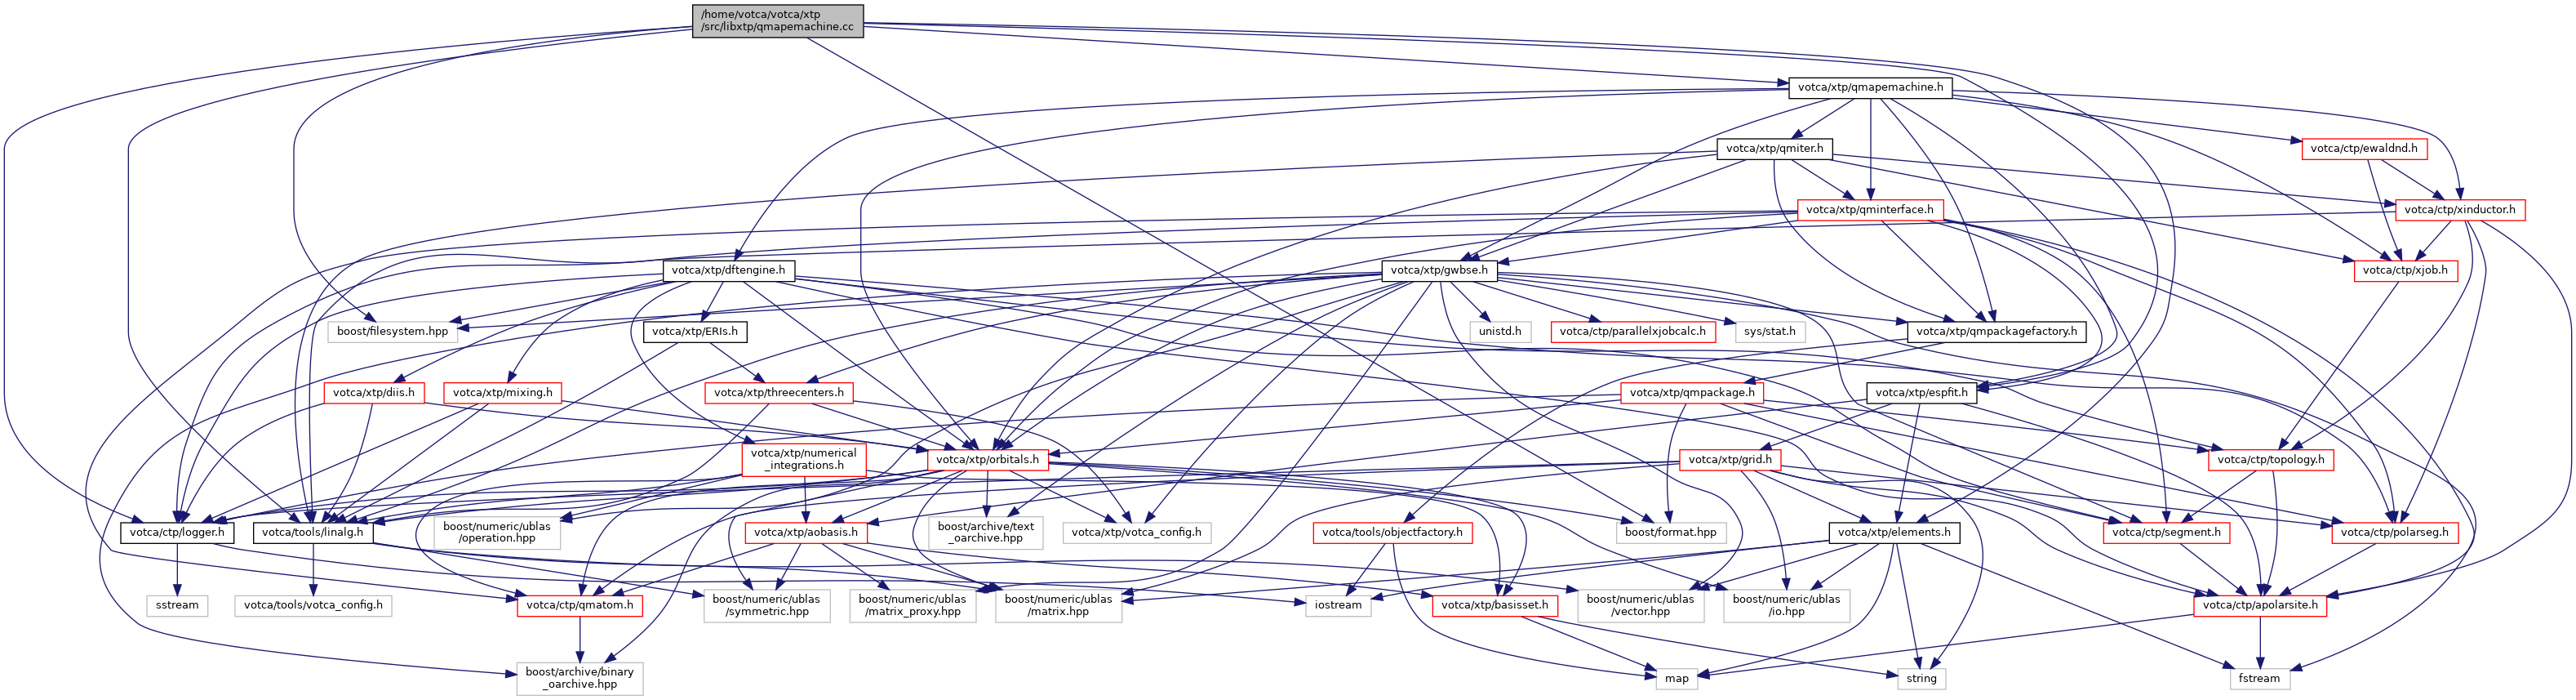 /home/votca/votca/xtp
/src/libxtp/qmapemachine.cc
votca/xtp/qmapemachine.h
votca/xtp/qmiter.h
votca/ctp/ewaldnd.h
votca/xtp/qminterface.h
votca/ctp/xinductor.h
votca/xtp/dftengine.h
votca/xtp/gwbse.h
votca/ctp/xjob.h
boost/filesystem.hpp
votca/xtp/ERIs.h
unistd.h
votca/ctp/parallelxjobcalc.h
sys/stat.h
votca/xtp/qmpackagefactory.h
votca/xtp/diis.h
votca/xtp/mixing.h
votca/xtp/threecenters.h
votca/xtp/qmpackage.h
votca/xtp/espfit.h
votca/xtp/numerical
_integrations.h
votca/xtp/orbitals.h
votca/xtp/grid.h
votca/ctp/topology.h
votca/ctp/logger.h
votca/tools/linalg.h
boost/numeric/ublas
/operation.hpp
votca/xtp/aobasis.h
boost/archive/text
_oarchive.hpp
votca/xtp/votca_config.h
boost/format.hpp
votca/tools/objectfactory.h
votca/xtp/elements.h
votca/ctp/segment.h
votca/ctp/polarseg.h
sstream
votca/tools/votca_config.h
votca/ctp/qmatom.h
boost/numeric/ublas
/symmetric.hpp
boost/numeric/ublas
/matrix_proxy.hpp
boost/numeric/ublas
/matrix.hpp
iostream
votca/xtp/basisset.h
boost/numeric/ublas
/vector.hpp
boost/numeric/ublas
/io.hpp
votca/ctp/apolarsite.h
boost/archive/binary
_oarchive.hpp
map
string
fstream